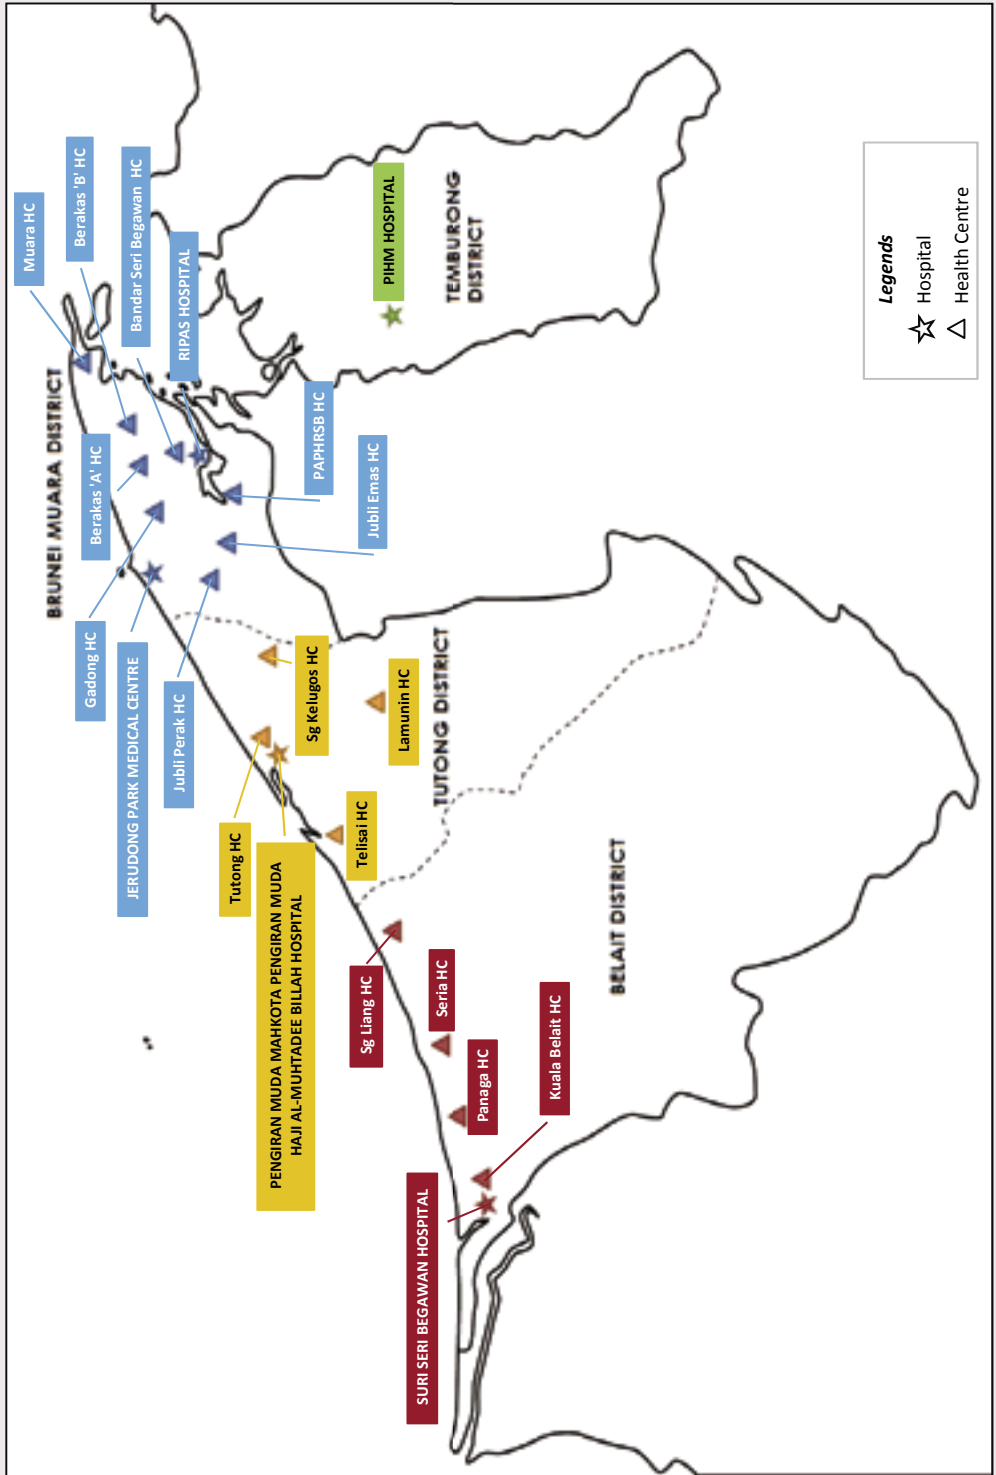 BRUNEI MUARA DISTRICT
Muara HC
Berakas 'B' HC
Bandar Seri Begawan HC
RIPAS HOSPITAL
Berakas 'A' HC
Gadong HC
JERUDONG PARK MEDICAL CENTRE
Jubli Perak HC
PAPHRSB HC
Jubli Emas HC
PIHM HOSPITAL
TEMBURONG
DISTRICT
Sg Kelugos HC
Lamunin HC
TUTONG DISTRICT
Tutong HC
PENGIRAN MUDA MAHKOTA PENGIRAN MUDA
HAJI AL-MUHTADEE BILLAH HOSPITAL
Telisai HC
Sg Liang HC
Seria HC
Panaga HC
Kuala Belait HC
SURI SERI BEGAWAN HOSPITAL
BELAIT DISTRICT
Legends
Hospital
Health Centre